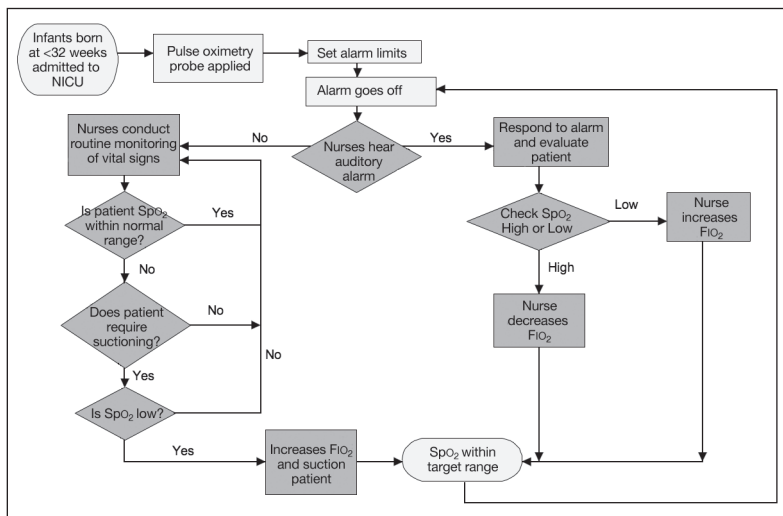 Infants born
at <32 weeks
admitted to
NICU
Pulse oximetry
probe applied
Set alarm limits
Alarm goes off
Nurses hear
auditory
alarm
No
Yes
Nurses conduct
routine monitoring
of vital signs
Respond to alarm
and evaluate
patient
Is patient SpO₂
within normal
range?
Yes
No
Check SpO₂
High or Low
Low
Nurse
increases
FIO₂
High
Nurse
decreases
FIO₂
Does patient
require
suctioning?
No
No
Yes
Is SpO₂ low?
Yes
Increases FIO₂
and suction
patient
SpO₂ within
target range